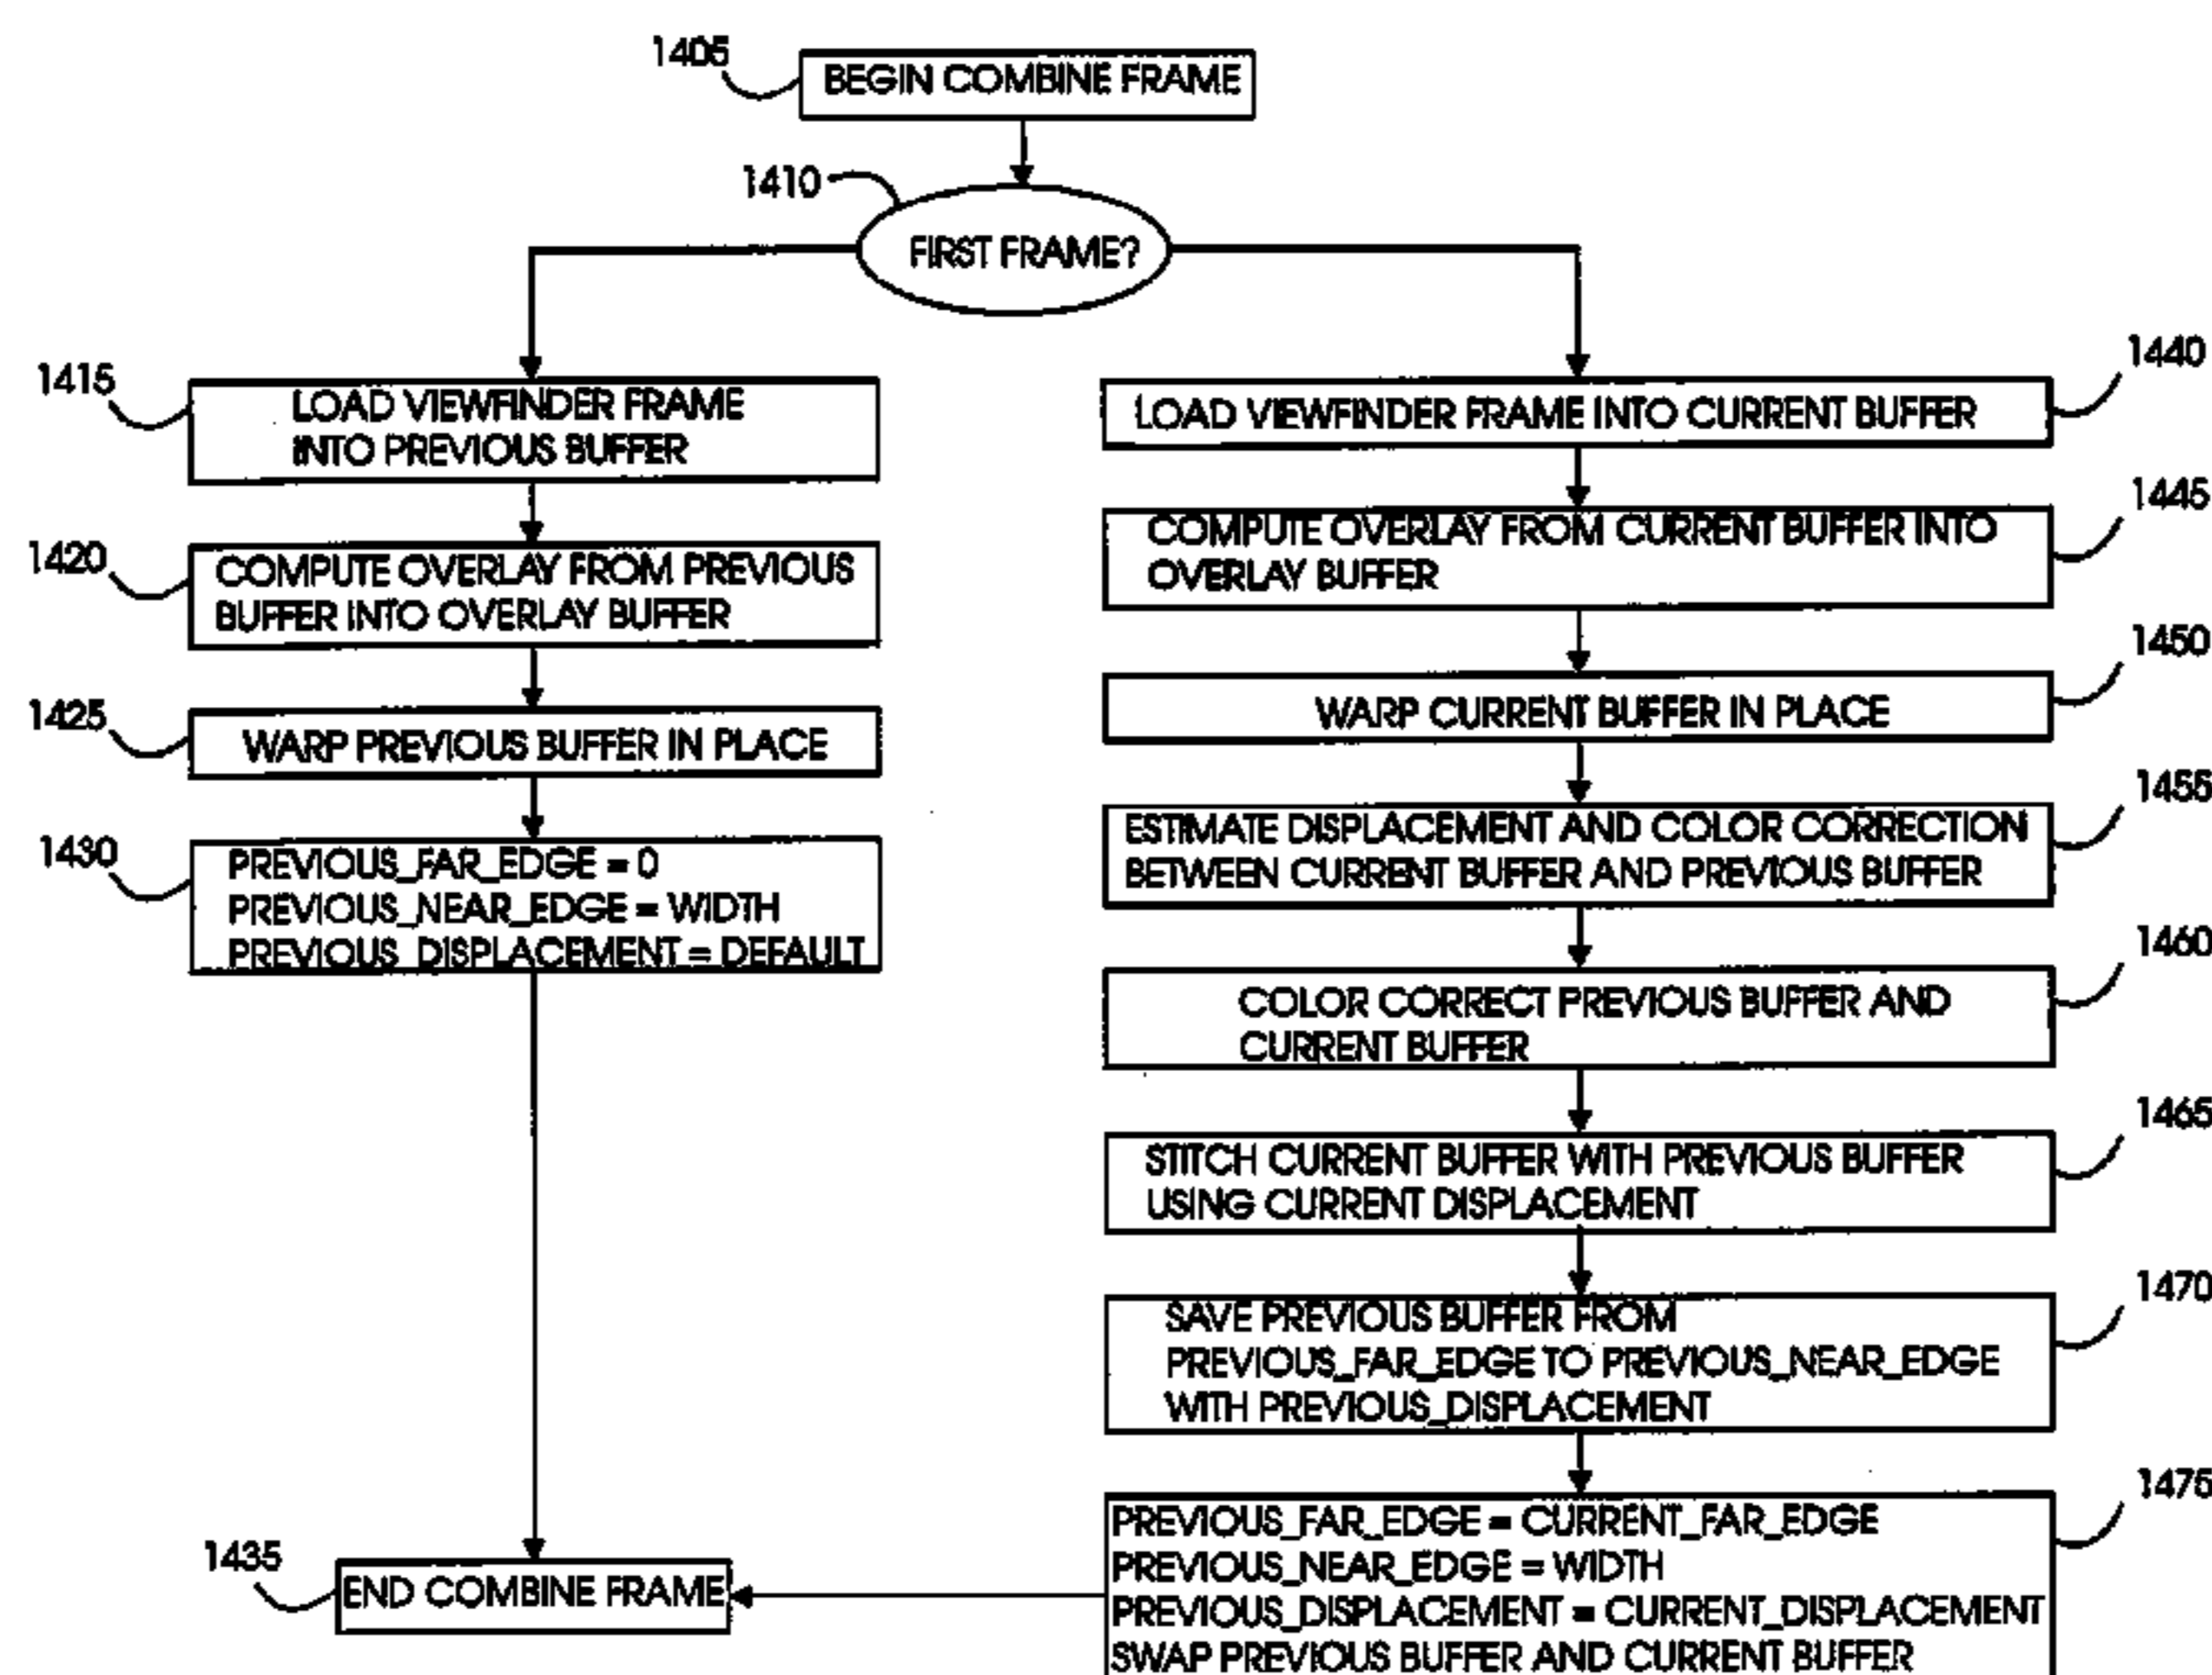 1405
BEGIN COMBINE FRAME
1410
FIRST FRAME?
1415
LOAD VIEWFINDER FRAME
INTO PREVIOUS BUFFER
1420
COMPUTE OVERLAY FROM PREVIOUS
BUFFER INTO OVERLAY BUFFER
1425
WARP PREVIOUS BUFFER IN PLACE
1430
PREVIOUS_FAR_EDGE = 0
PREVIOUS_NEAR_EDGE = WIDTH
PREVIOUS_DISPLACEMENT = DEFAULT
1435
END COMBINE FRAME
1440
LOAD VIEWFINDER FRAME INTO CURRENT BUFFER
1445
COMPUTE OVERLAY FROM CURRENT BUFFER INTO
OVERLAY BUFFER
1450
WARP CURRENT BUFFER IN PLACE
1455
ESTIMATE DISPLACEMENT AND COLOR CORRECTION
BETWEEN CURRENT BUFFER AND PREVIOUS BUFFER
1460
COLOR CORRECT PREVIOUS BUFFER AND
CURRENT BUFFER
1465
STITCH CURRENT BUFFER WITH PREVIOUS BUFFER
USING CURRENT DISPLACEMENT
1470
SAVE PREVIOUS BUFFER FROM
PREVIOUS_FAR_EDGE TO PREVIOUS_NEAR_EDGE
WITH PREVIOUS_DISPLACEMENT
1475
PREVIOUS_FAR_EDGE = CURRENT_FAR_EDGE
PREVIOUS_NEAR_EDGE = WIDTH
PREVIOUS_DISPLACEMENT = CURRENT_DISPLACEMENT
SWAP PREVIOUS BUFFER AND CURRENT BUFFER